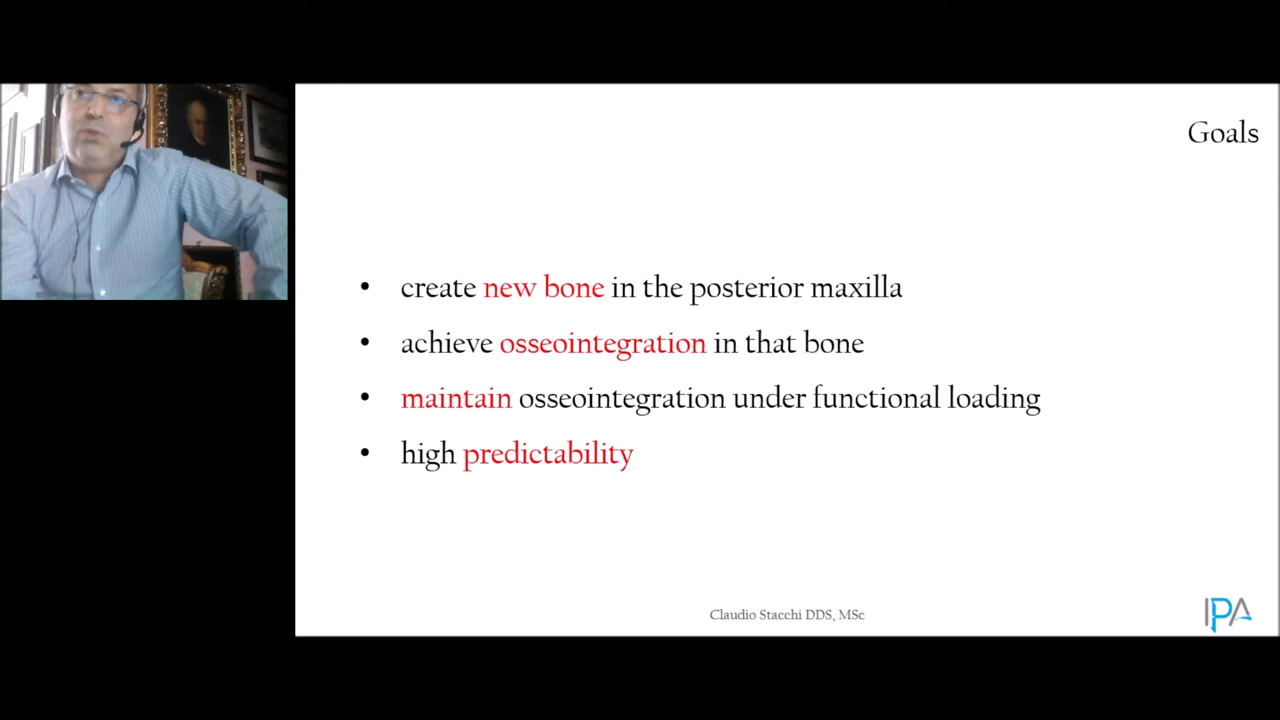 Goals
• create new bone in the posterior maxilla
• achieve osseointegration in that bone
• maintain osseointegration under functional loading
• high predictability
Claudio Stacchi DDS, MSc
IPA